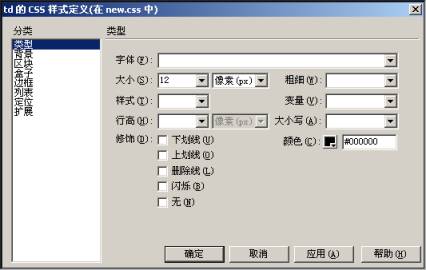 td 的 CSS 样式定义(在 new.css 中)
分类
类型
类型
背景
区块
盒子
边框
列表
定位
扩展
字体(F):
大小(S): 12 像素(px) 粗细(W):
样式(T): 变量(V):
行高(H): 像素(px) 大小写(A):
修饰(D): 下划线(U) 颜色(C): #000000
上划线(O)
删除线(L)
闪烁(B)
无(N)
确定 取消 应用(A) 帮助(H)